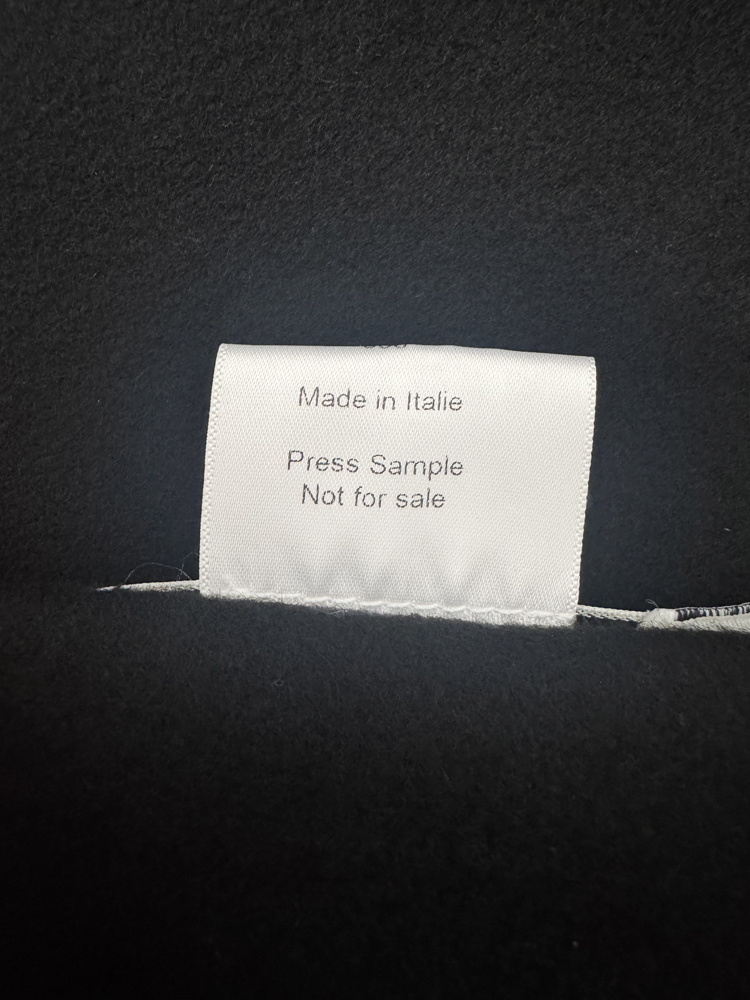 Made in Italie
Press Sample
Not for sale